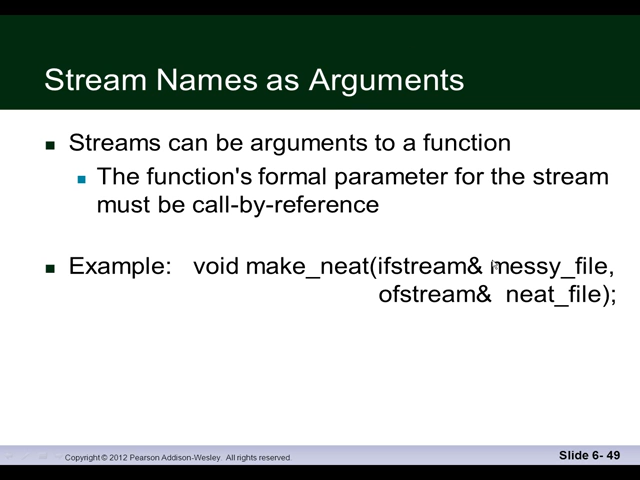 Stream Names as Arguments
Streams can be arguments to a function
The function's formal parameter for the stream
must be call-by-reference
Example: void make_neat(ifstream& messy_file,
ofstream& neat_file);
Copyright © 2012 Pearson Addison-Wesley. All rights reserved.
Slide 6- 49